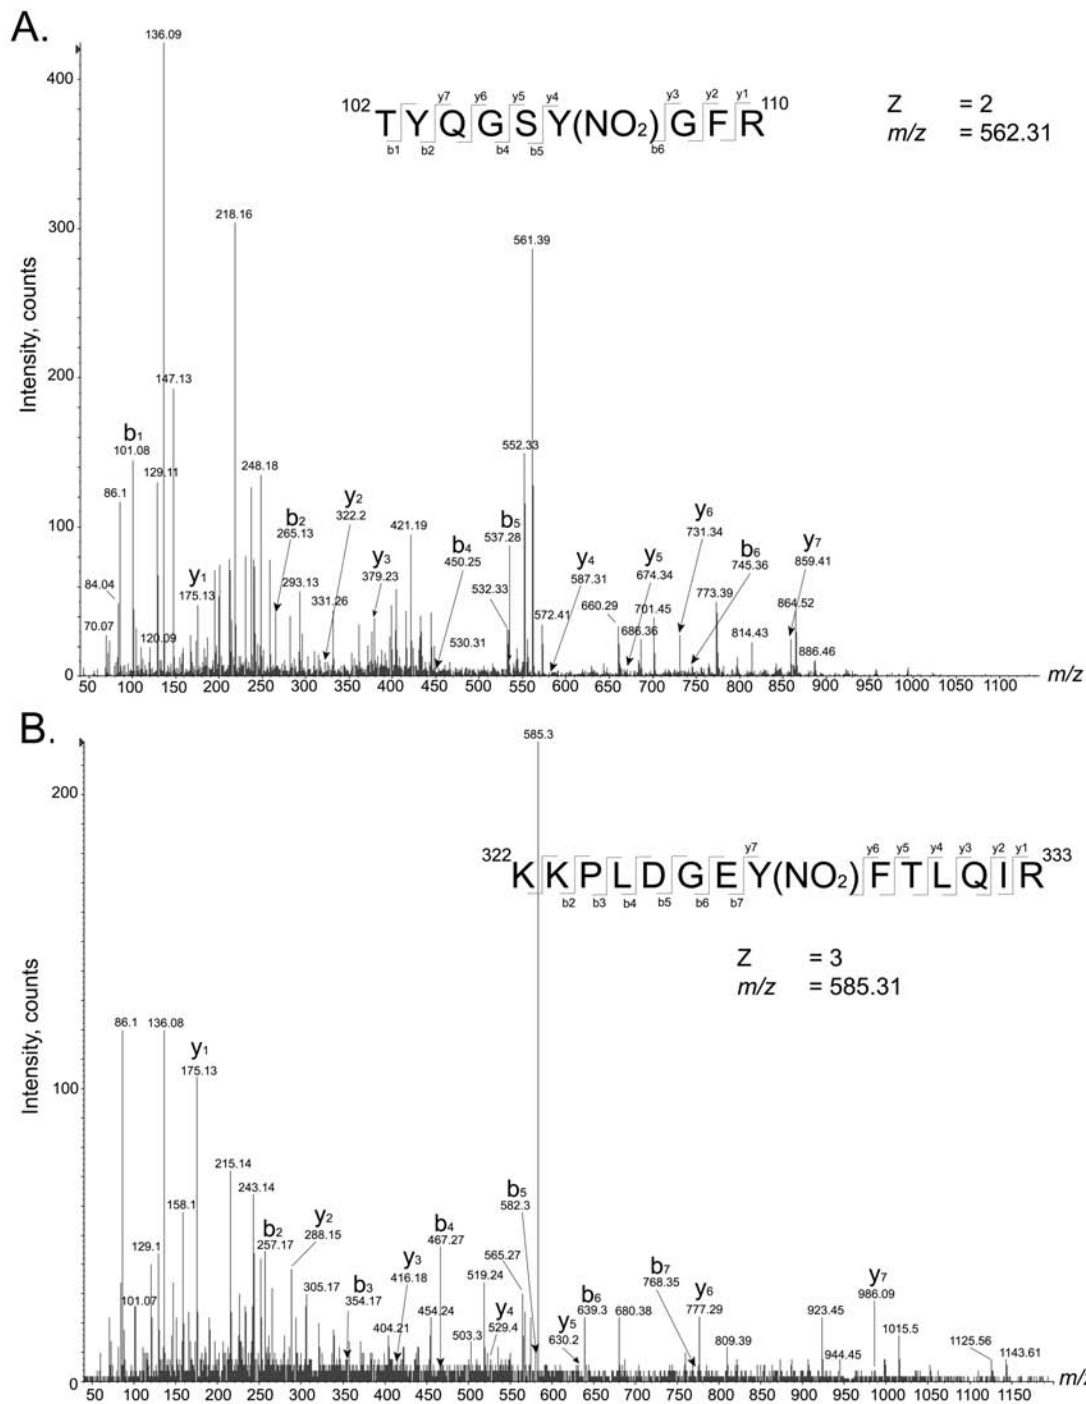 A.
136.09
400
y7 y6 y5 y4 y3 y2 y1
102 TYQGSY(NO2)GFR 110
b1 b2 b4 b5 b6
Z = 2
m/z = 562.31
300
218.16
561.39
Intensity, counts
200
147.13
b1
101.08
129.11
248.18
552.33
86.1
100
y2
322.2
b2
265.13
b5
537.28
y6
731.34
421.19
y3
379.23
b4
450.25
y4
587.31
y5
674.34
b6
745.36
y7
859.41
84.04
y1
175.13
293.13
331.26
532.33
572.41
660.29
701.45
773.39
864.52
70.07
120.09
530.31
686.36
814.43
886.46
0
50 100 150 200 250 300 350 400 450 500 550 600 650 700 750 800 850 900 950 1000 1050 1100 m/z
B.
585.3
200
y7 y6 y5 y4 y3 y2 y1
322 KKPLDGEY(NO2)FTLQIR 333
b2 b3 b4 b5 b6 b7
Z = 3
m/z = 585.31
Intensity, counts
86.1 136.08
y1
175.13
100
215.14
243.14
158.1
129.1
b2
257.17
y2
288.15
b4
467.27
b5
582.3
101.07
305.17
b3
354.17
y3
416.18
565.27
519.24
b6
639.3
b7
768.35
y6
777.29
y7
986.09
404.21
454.24
503.3
y4
529.4
y5
630.2
680.38
809.39
923.45
944.45
1015.5
1125.56
1143.61
0
50 100 150 200 250 300 350 400 450 500 550 600 650 700 750 800 850 900 950 1000 1050 1100 1150 m/z